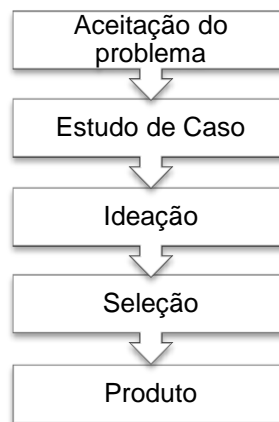 Aceitação do
problema
Estudo de Caso
Ideação
Seleção
Produto